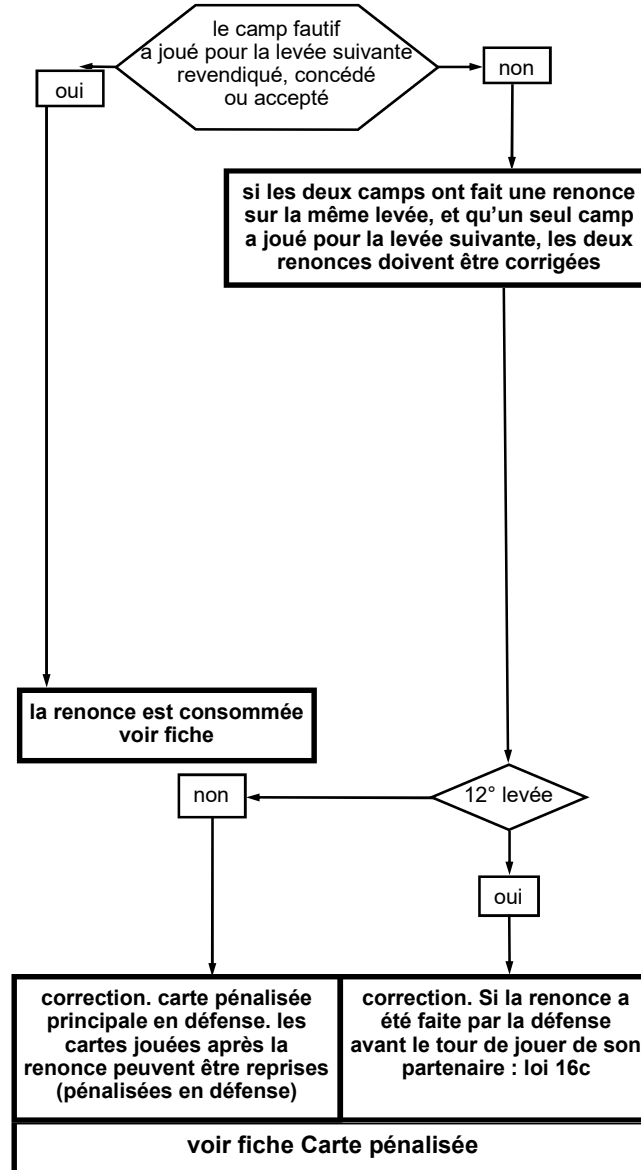 le camp fautif
a joué pour la levée suivante
revendiqué, concédé
ou accepté
oui
non
si les deux camps ont fait une renonce
sur la même levée, et qu’un seul camp
a joué pour la levée suivante, les deux
renonces doivent être corrigées
la renonce est consommée
voir fiche
non
12° levée
oui
correction. carte pénalisée
principale en défense. les
cartes jouées après la
renonce peuvent être reprises
(pénalisées en défense)
correction. Si la renonce a
été faite par la défense
avant le tour de jouer de son
partenaire : loi 16c
voir fiche Carte pénalisée